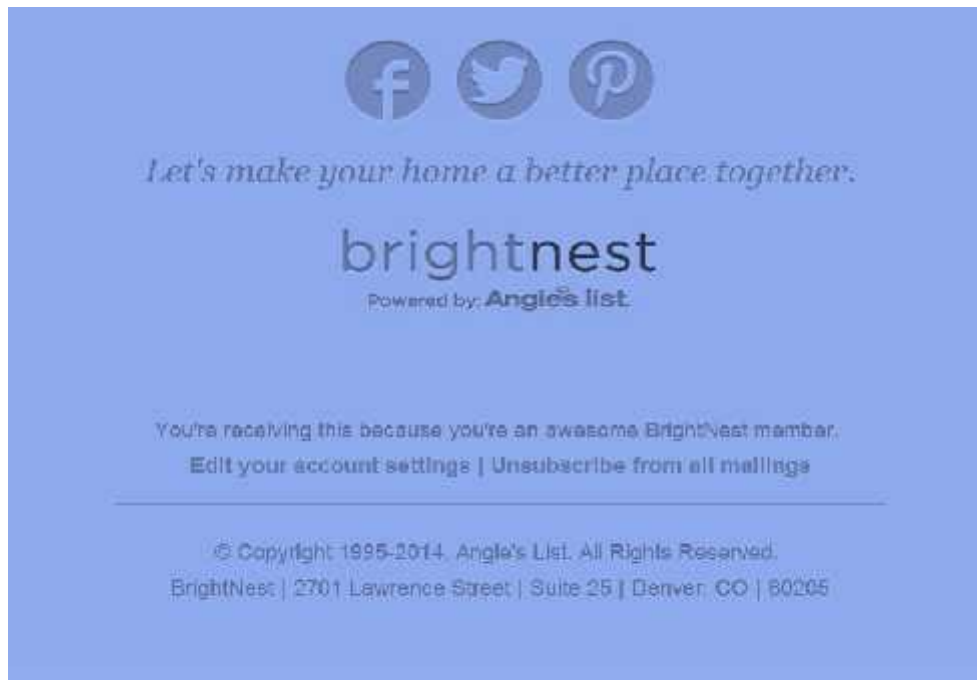 Let's make your home a better place together.
brightnest
Powered by: Angie's list
You're receiving this because you're an awesome BrightNest member.
Edit your account settings | Unsubscribe from all mailings
© Copyright 1995-2014, Angie's List. All Rights Reserved.
BrightNest | 2701 Lawrence Street | Suite 25 | Denver, CO | 80205